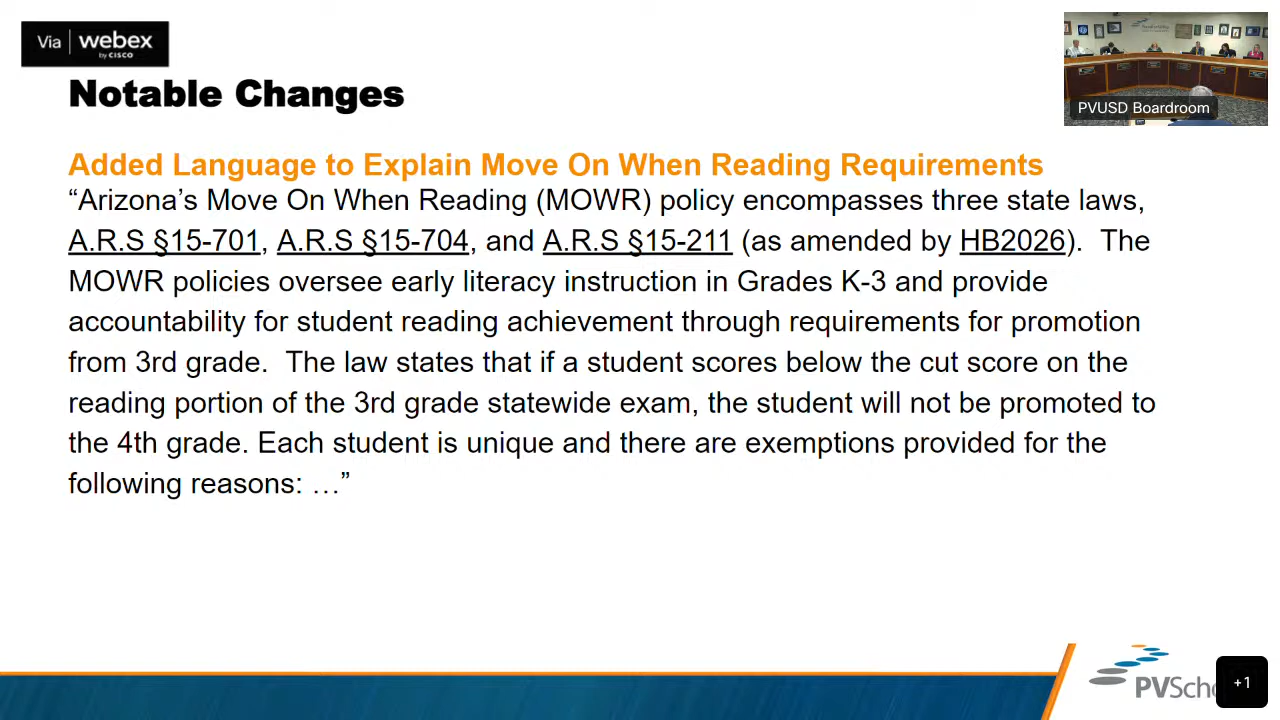 Via webex
by CISCO
Notable Changes
PVUSD Boardroom
Added Language to Explain Move On When Reading Requirements
“Arizona’s Move On When Reading (MOWR) policy encompasses three state laws,
A.R.S §15-701, A.R.S §15-704, and A.R.S §15-211 (as amended by HB2026).  The
MOWR policies oversee early literacy instruction in Grades K-3 and provide
accountability for student reading achievement through requirements for promotion
from 3rd grade.  The law states that if a student scores below the cut score on the
reading portion of the 3rd grade statewide exam, the student will not be promoted to
the 4th grade. Each student is unique and there are exemptions provided for the
following reasons: …”
PVScho
+1